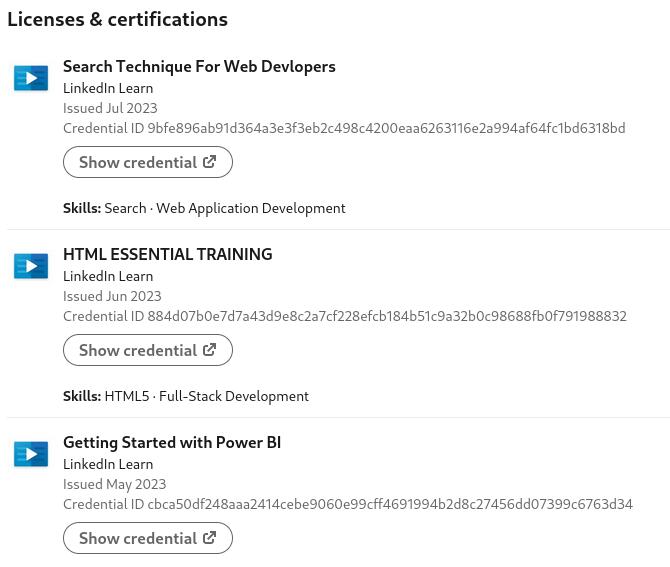 Licenses & certifications
Search Technique For Web Devlopers
LinkedIn Learn
Issued Jul 2023
Credential ID 9bfe896ab91d364a3e3f3eb2c498c4200eaa6263116e2a994af64fc1bd6318bd
Show credential
Skills: Search · Web Application Development
HTML ESSENTIAL TRAINING
LinkedIn Learn
Issued Jun 2023
Credential ID 884d07b0e7d7a43d9e8c2a7cf228efcb184b51c9a32b0c98688fb0f791988832
Show credential
Skills: HTML5 · Full-Stack Development
Getting Started with Power BI
LinkedIn Learn
Issued May 2023
Credential ID cbca50df248aaa2414cebe9060e99cff4691994b2d8c27456dd07399c6763d34
Show credential